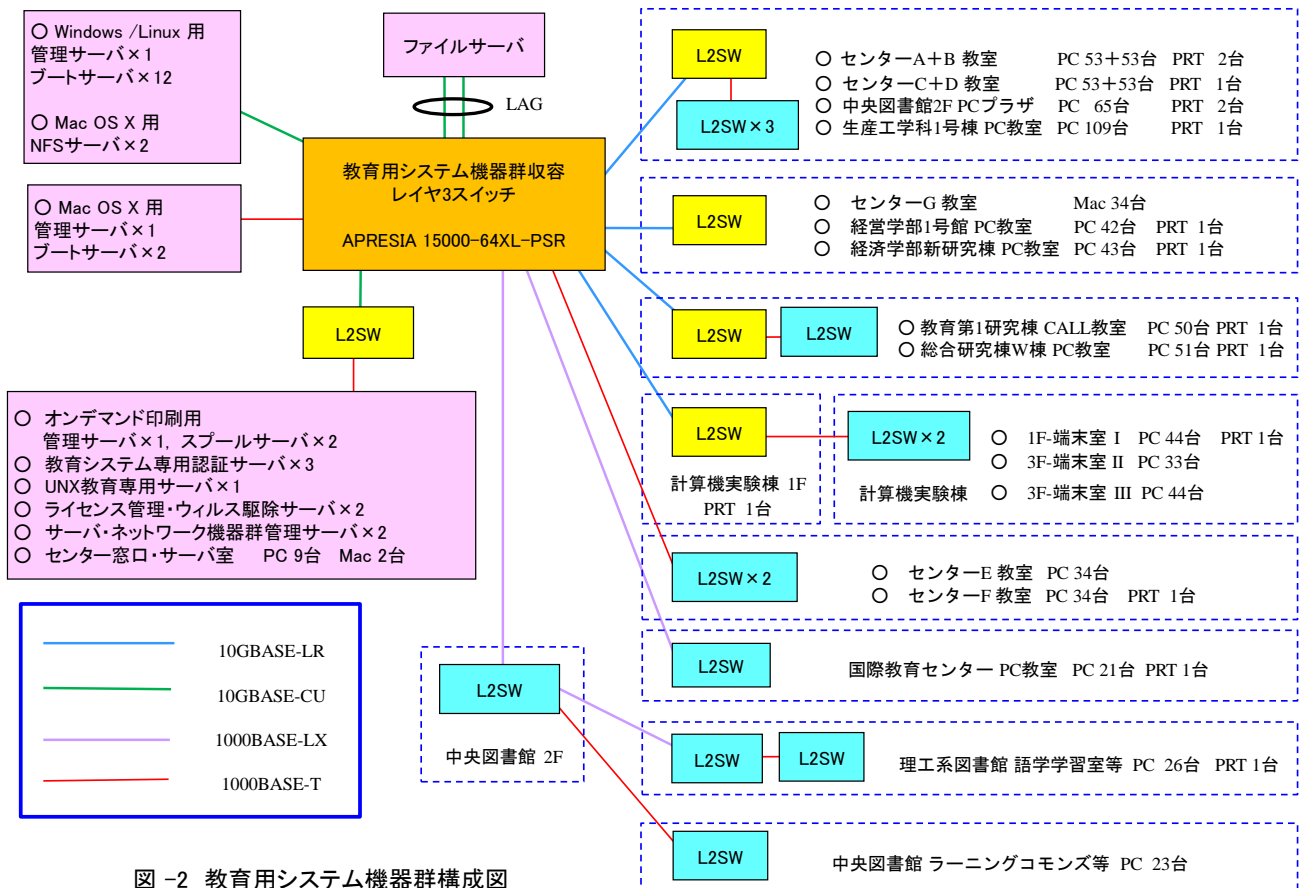 〇 Windows /Linux 用
管理サーバ×1
ブートサーバ×12
〇 Mac OS X 用
NFSサーバ×2
〇 Mac OS X 用
管理サーバ×1
ブートサーバ×2
ファイルサーバ
LAG
教育用システム機器群収容
レイヤ3スイッチ
APRESIA 15000-64XL-PSR
L2SW
〇 オンデマンド印刷用
管理サーバ×1, スプールサーバ×2
〇 教育システム専用認証サーバ×3
〇 UNX教育専用サーバ×1
〇 ライセンス管理・ウィルス駆除サーバ×2
〇 サーバ・ネットワーク機器群管理サーバ×2
〇 センター窓口・サーバ室 PC 9台 Mac 2台
10GBASE-LR
10GBASE-CU
1000BASE-LX
1000BASE-T
L2SW
L2SW×3
〇 センターA+B 教室 PC 53+53台 PRT 2台
〇 センターC+D 教室 PC 53+53台 PRT 1台
〇 中央図書館2F PCプラザ PC 65台 PRT 2台
〇 生産工学科1号棟 PC教室 PC 109台 PRT 1台
L2SW
〇 センターG 教室 Mac 34台
〇 経営学部1号館 PC教室 PC 42台 PRT 1台
〇 経済学部新研究棟 PC教室 PC 43台 PRT 1台
L2SW
L2SW
〇 教育第1研究棟 CALL教室 PC 50台 PRT 1台
〇 総合研究棟W棟 PC教室 PC 51台 PRT 1台
L2SW
計算機実験棟 1F
PRT 1台
L2SW×2
計算機実験棟
〇 1F-端末室 I PC 44台 PRT 1台
〇 3F-端末室 II PC 33台
〇 3F-端末室 III PC 44台
L2SW×2
〇 センターE 教室 PC 34台
〇 センターF 教室 PC 34台 PRT 1台
L2SW
国際教育センター PC教室 PC 21台 PRT 1台
L2SW
中央図書館 2F
L2SW
L2SW
理工系図書館 語学学習室等 PC 26台 PRT 1台
L2SW
中央図書館 ラーニングコモンズ等 PC 23台
図 -2 教育用システム機器群構成図